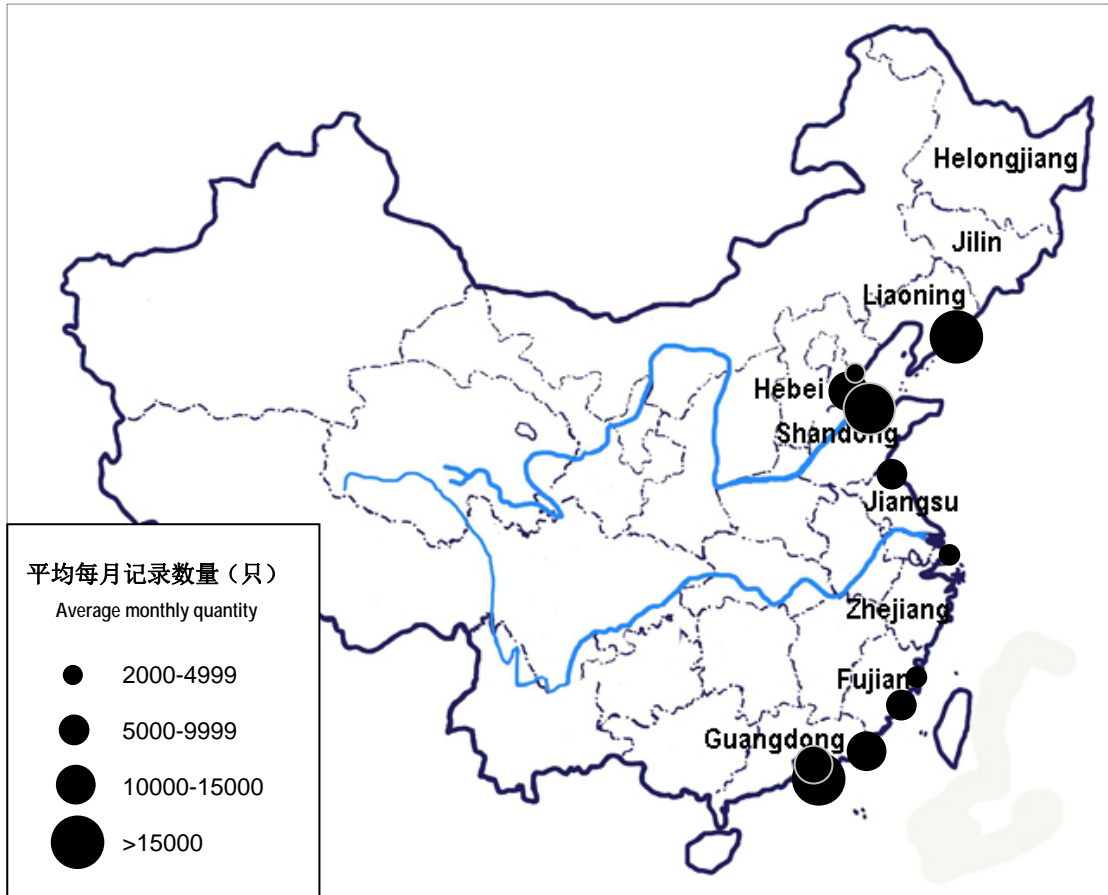 Helongjiang
Jilin
Liaoning
Hebei
Shandong
Jiangsu
Zhejiang
Fujian
Guangdong
平均每月记录数量（只）
Average monthly quantity
2000-4999
5000-9999
10000-15000
>15000